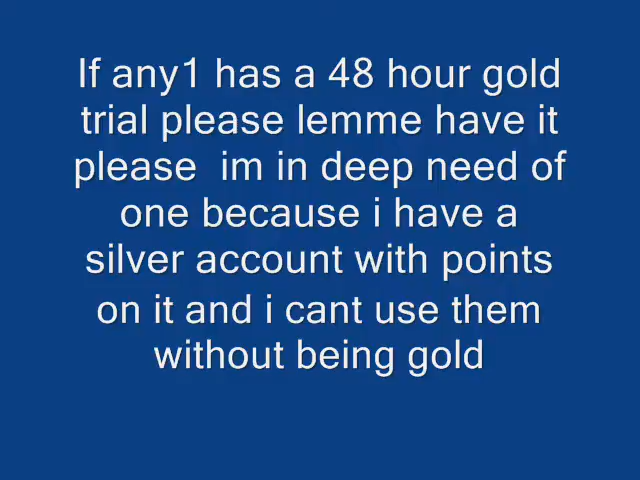 If any1 has a 48 hour gold
trial please lemme have it
please  im in deep need of
one because i have a
silver account with points
on it and i cant use them
without being gold